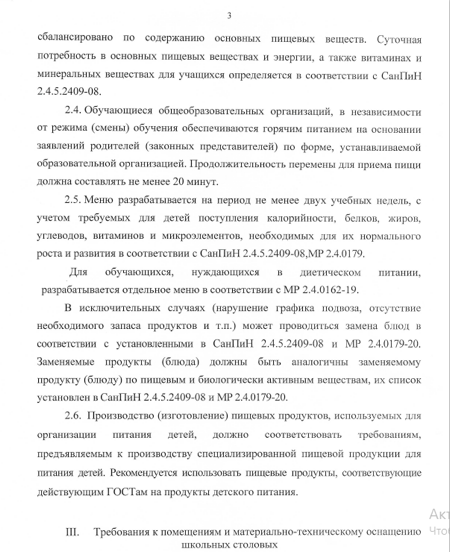 3
сбалансировано по содержанию основных пищевых веществ. Суточная
потребность в основных пищевых веществах и энергии, а также витаминах и
минеральных веществах для учащихся определяется в соответствии с СанПиН
2.4.5.2409-08.
2.4. Обучающиеся общеобразовательных организаций, в независимости
от режима (смены) обучения обеспечиваются горячим питанием на основании
заявлений родителей (законных представителей) по форме, устанавливаемой
образовательной организацией. Продолжительность перемены для приема пищи
должна составлять не менее 20 минут.
2.5. Меню разрабатывается на период не менее двух учебных недель, с
учетом требуемых для детей поступления калорийности, белков, жиров,
углеводов, витаминов и микроэлементов, необходимых для их нормального
роста и развития в соответствии с СанПиН 2.4.5.2409-08,МР 2.4.0179.
Для обучающихся, нуждающихся в диетическом питании,
разрабатывается отдельное меню в соответствии с МР 2.4.0162-19.
В исключительных случаях (нарушение графика подвоза, отсутствие
необходимого запаса продуктов и т.п.) может проводиться замена блюд в
соответствии с установленными в СанПиН 2.4.5.2409-08 и МР 2.4.0179-20.
Заменяемые продукты (блюда) должны быть аналогичны заменяемому
продукту (блюду) по пищевым и биологически активным веществам, их список
установлен в СанПиН 2.4.5.2409-08 и МР 2.4.0179-20.
2.6. Производство (изготовление) пищевых продуктов, используемых для
организации питания детей, должно соответствовать требованиям,
предъявляемым к производству специализированной пищевой продукции для
питания детей. Рекомендуется использовать пищевые продукты, соответствующие
действующим ГОСТам на продукты детского питания.
Акт
Чтоб
III. Требования к помещениям и материально-техническому оснащению
школьных столовых